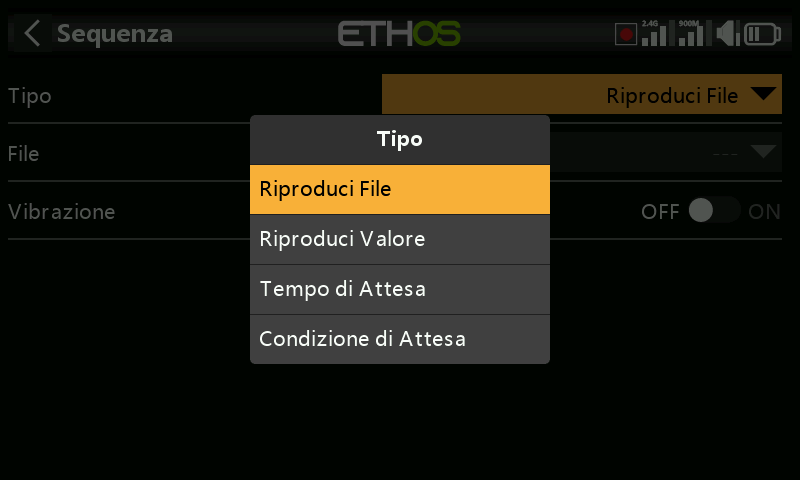 Sequenza
ETHOS
2.4G
900M
Tipo
Riproduci File
File
---
Vibrazione
OFF
ON
Tipo
Riproduci File
Riproduci Valore
Tempo di Attesa
Condizione di Attesa